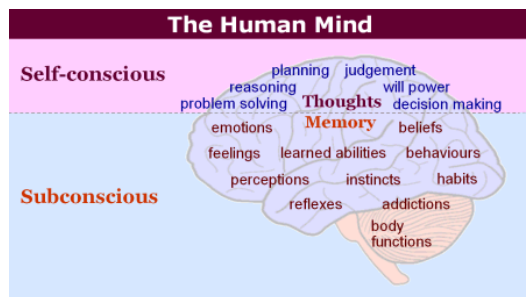 The Human Mind
Self-conscious
planning judgement
reasoning will power
problem solving Thoughts decision making
Memory
emotions beliefs
feelings learned abilities behaviours
perceptions instincts habits
Subconscious
reflexes addictions
body
functions